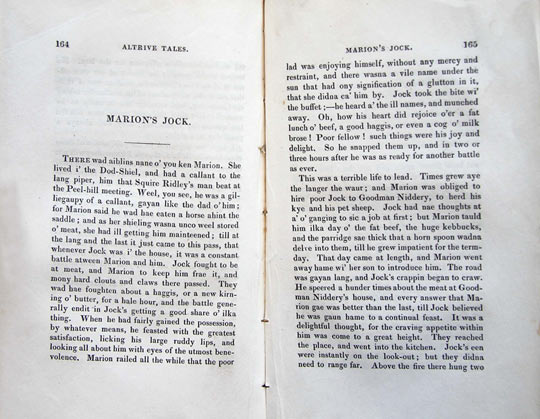 164
ALTRIVE TALES.
MARION'S JOCK.
THERE wad aiblins nane o' you ken Marion. She
lived i' the Dod-Shiel, and had a callant to the
lang piper, him that Squire Ridley's man beat at
the Peel-hill meeting. Weel, you see, he was a gil-
liegaupy of a callant, gayan like the dad o' him;
for Marion said he wad hae eaten a horse ahint the
saddle; and as her shieling wasna unco weel stored
o' meat, she had ill getting him mainteened; till at
the lang and the last it just came to this pass, that
whenever Jock was i' the house, it was a constant
battle atween Marion and him. Jock fought to be
at meat, and Marion to keep him frae it, and
mony hard clouts and claws there passed. They
wad hae foughten about a haggis, or a new kirn-
ing o' butter, for a hale hour, and the battle gene-
rally endit in Jock's getting a good share o' ilka
thing. When he had fairly gained the possession,
by whatever means, he feasted with the greatest
satisfaction, licking his large ruddy lips, and
looking all about him with eyes of the utmost bene-
volence. Marion railed all the while that the poor
MARION'S JOCK.
165
lad was enjoying himself, without any mercy and
restraint, and there wasna a vile name under the
sun that had ony signification of a glutton in it,
that she didna ca' him by. Jock took the bite wi'
the buffet;—he heard a' the ill names, and munched
away. Oh, how his heart did rejoice o'er a fat
lunch o' beef, a good haggis, or even a cog o' milk
brose! Poor fellow! such things were his joy and
delight. So he snapped them up, and in two or
three hours after he was as ready for another battle
as ever.
This was a terrible life to lead. Times grew aye
the langer the waur; and Marion was obliged to
hire poor Jock to Goodman Niddery, to herd his
kye and his pet sheep. Jock had nae thoughts at
a' o' ganging to sic a job at first; but Marion tauld
him ilka day o' the fat beef, the huge kebbucks,
and the parridge sae thick that a horn spoon wadna
delve into them, till he grew impatient for the term-
day. That day came at length, and Marion went
away hame wi' her son to introduce him. The road
was gayan lang, and Jock's crappin began to craw.
He speered a hunder times about the meat at Good-
man Niddery's house, and every answer that Ma-
rion gae was better than the last, till Jock believed
he was gaun hame to a continual feast. It was a
delightful thought, for the craving appetite within
him was come to a great height. They reached
the place, and went into the kitchen. Jock's een
were instantly on the look-out; but they didna
need to range far. Above the fire there hung two